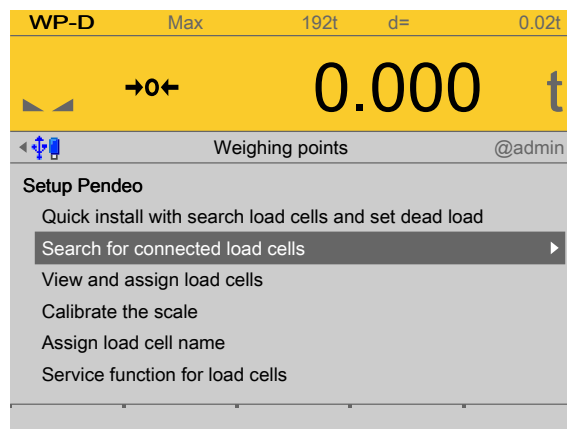 WP-D Max 192t d= 0.02t
→0← 0.000 t
Weighing points @admin
Setup Pendeo
Quick install with search load cells and set dead load
Search for connected load cells
View and assign load cells
Calibrate the scale
Assign load cell name
Service function for load cells